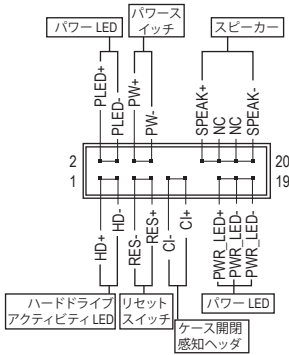 パワー LED
パワース
イッチ
スピーカー
PLED+
PLED-
PW+
PW-
SPEAK+
NC
NC
SPEAK-
2
20
1
19
HD+
HD-
RES-
RES+
CI-
CI+
PWR_LED+
PWR_LED-
PWR_LED-
ハードドライブ
アクティビティ LED
リセット
スイッチ
パワー LED
ケース開閉
感知ヘッダ